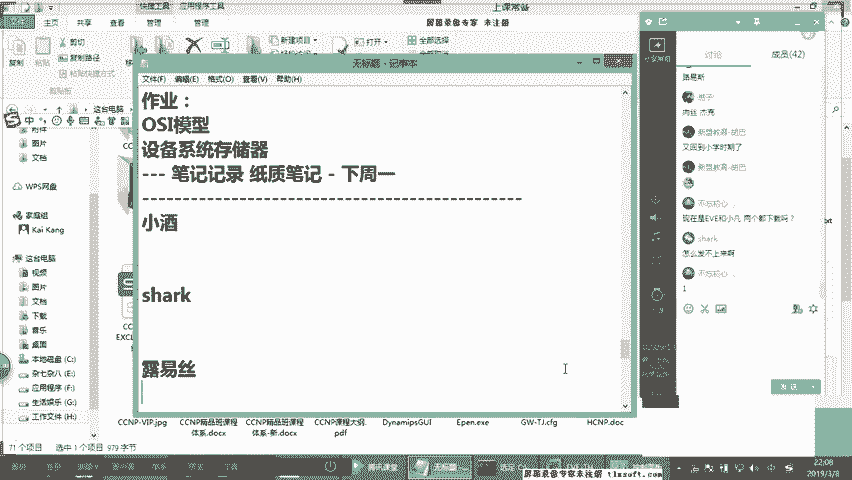 快捷工具
应用程序工具
上课常备
主页
共享
查看
管理
管理
屏幕录像专家 未注册
复制
粘贴
剪切
复制路径
粘贴快捷方式
新建项目
打开
全部选择
无标题 - 记事本
文件(F) 编辑(E) 格式(O) 查看(V) 帮助(H)
作业：
OSI模型
设备系统存储器
--- 笔记记录 纸质笔记 - 下周一
-----------------------------------------------
小酒
shark
露易丝
这台电脑
图片
文档
WPS网盘
家庭组
Kai Kang
这台电脑
视频
图片
文档
下载
音乐
桌面
本地磁盘 (C:)
杂七杂八 (E:)
应用程序 (F:)
生活娱乐 (G:)
工作文件 (H:)
讨论
成员(42)
路易斯
肉丝 杰克
新盟教育-胡巴
又回到小学时期了
新盟教育-胡巴
不忘初心
现在是EVE和小凡 两个都下载吗？
shark
怎么发不上来啊
不忘初心
1
发送
CCNP-VIP.jpg
CCNP精品班课程体系.docx
CCNP精品班课程体系-新.docx
CCNP课程大纲.pdf
DynamipsGUI
Epen.exe
GW-TJ.cfg
HCNP.doc
71 个项目
选中 1 个项目 979 字节
屏幕录像专家未注册 tlxsoft.com
22:08
2019/3/8